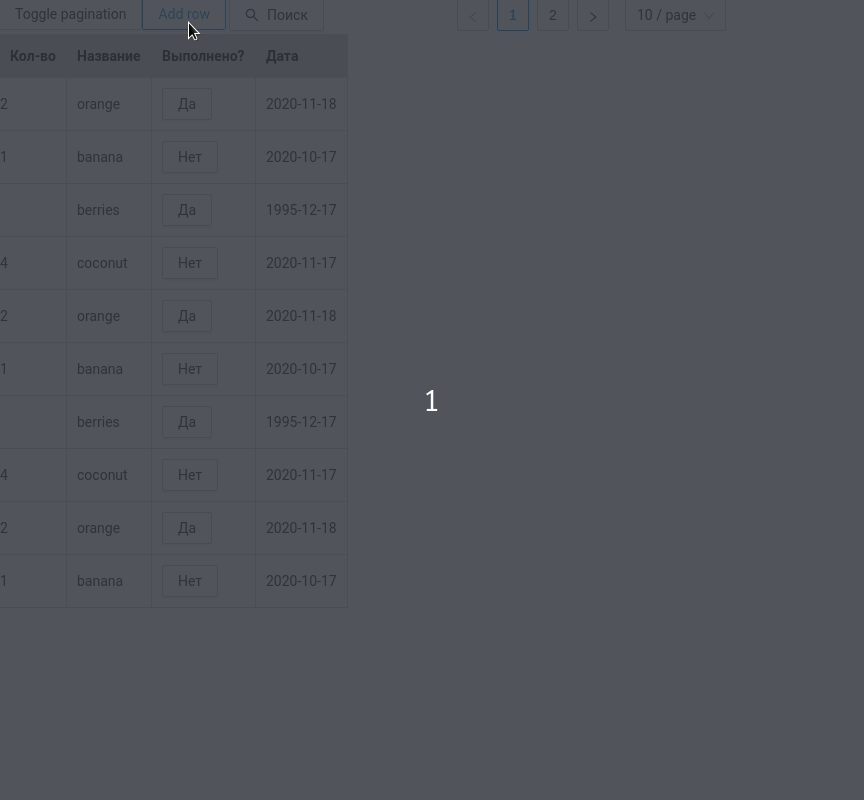 Toggle pagination Add row Поиск 1 2 10 / page
Кол-во Название Выполнено? Дата
2 orange Да 2020-11-18
1 banana Нет 2020-10-17
berries Да 1995-12-17
4 coconut Нет 2020-11-17
2 orange Да 2020-11-18
1 banana Нет 2020-10-17
1
berries Да 1995-12-17
4 coconut Нет 2020-11-17
2 orange Да 2020-11-18
1 banana Нет 2020-10-17